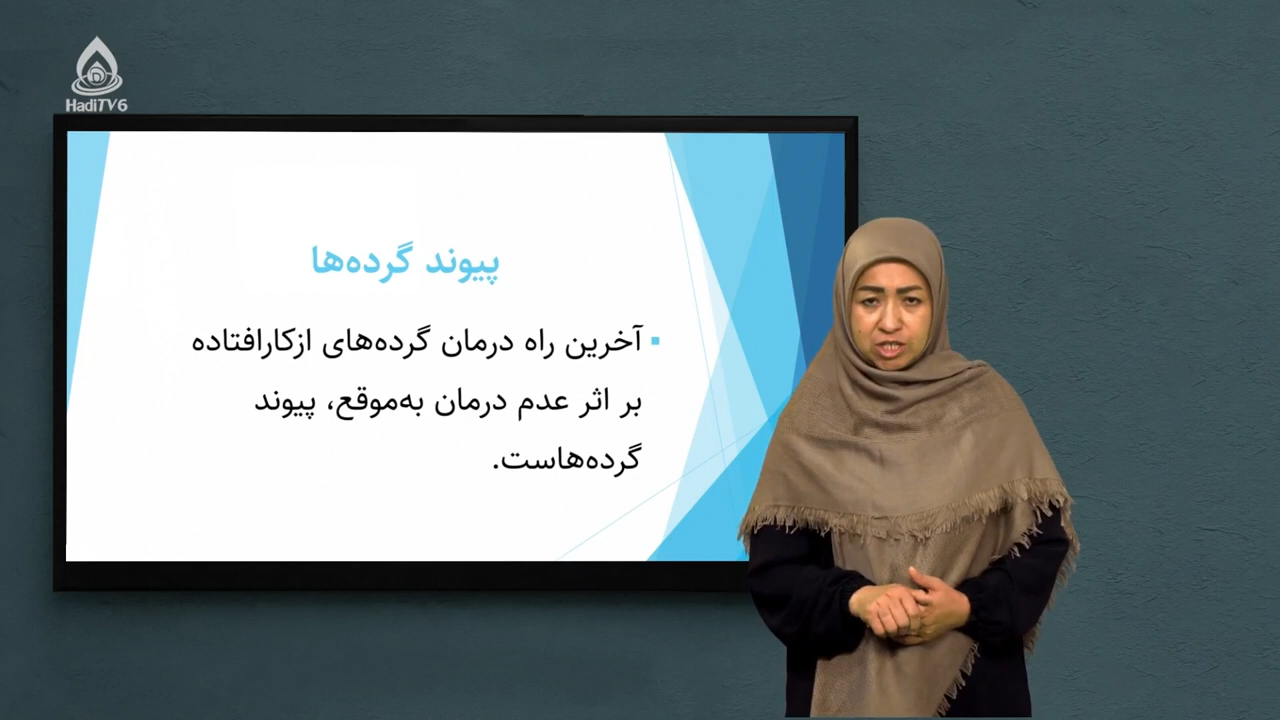 HadiTV6
پیوند گرده‌ها
آخرین راه درمان گرده‌های ازکارافتاده
بر اثر عدم درمان به‌موقع، پیوند
گرده‌هاست.